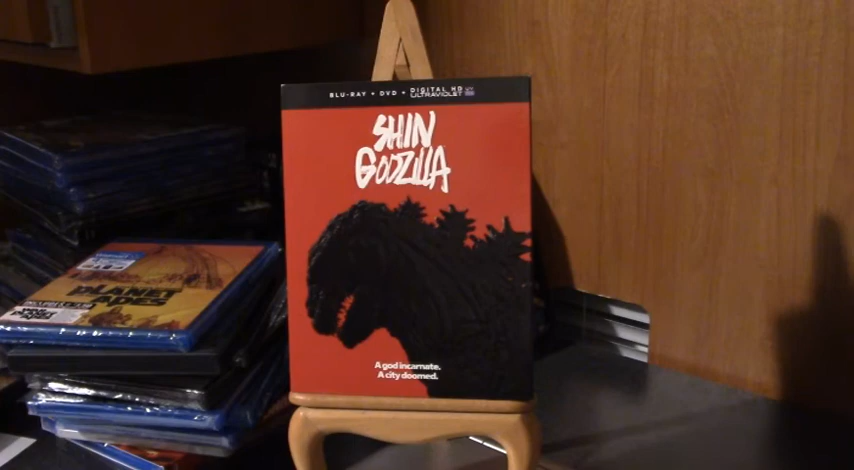 BLU-RAY + DVD + DIGITAL HD
ULTRAVIOLET
SHIN
GODZILLA
A god incarnate.
A city doomed.
PLANET
APES